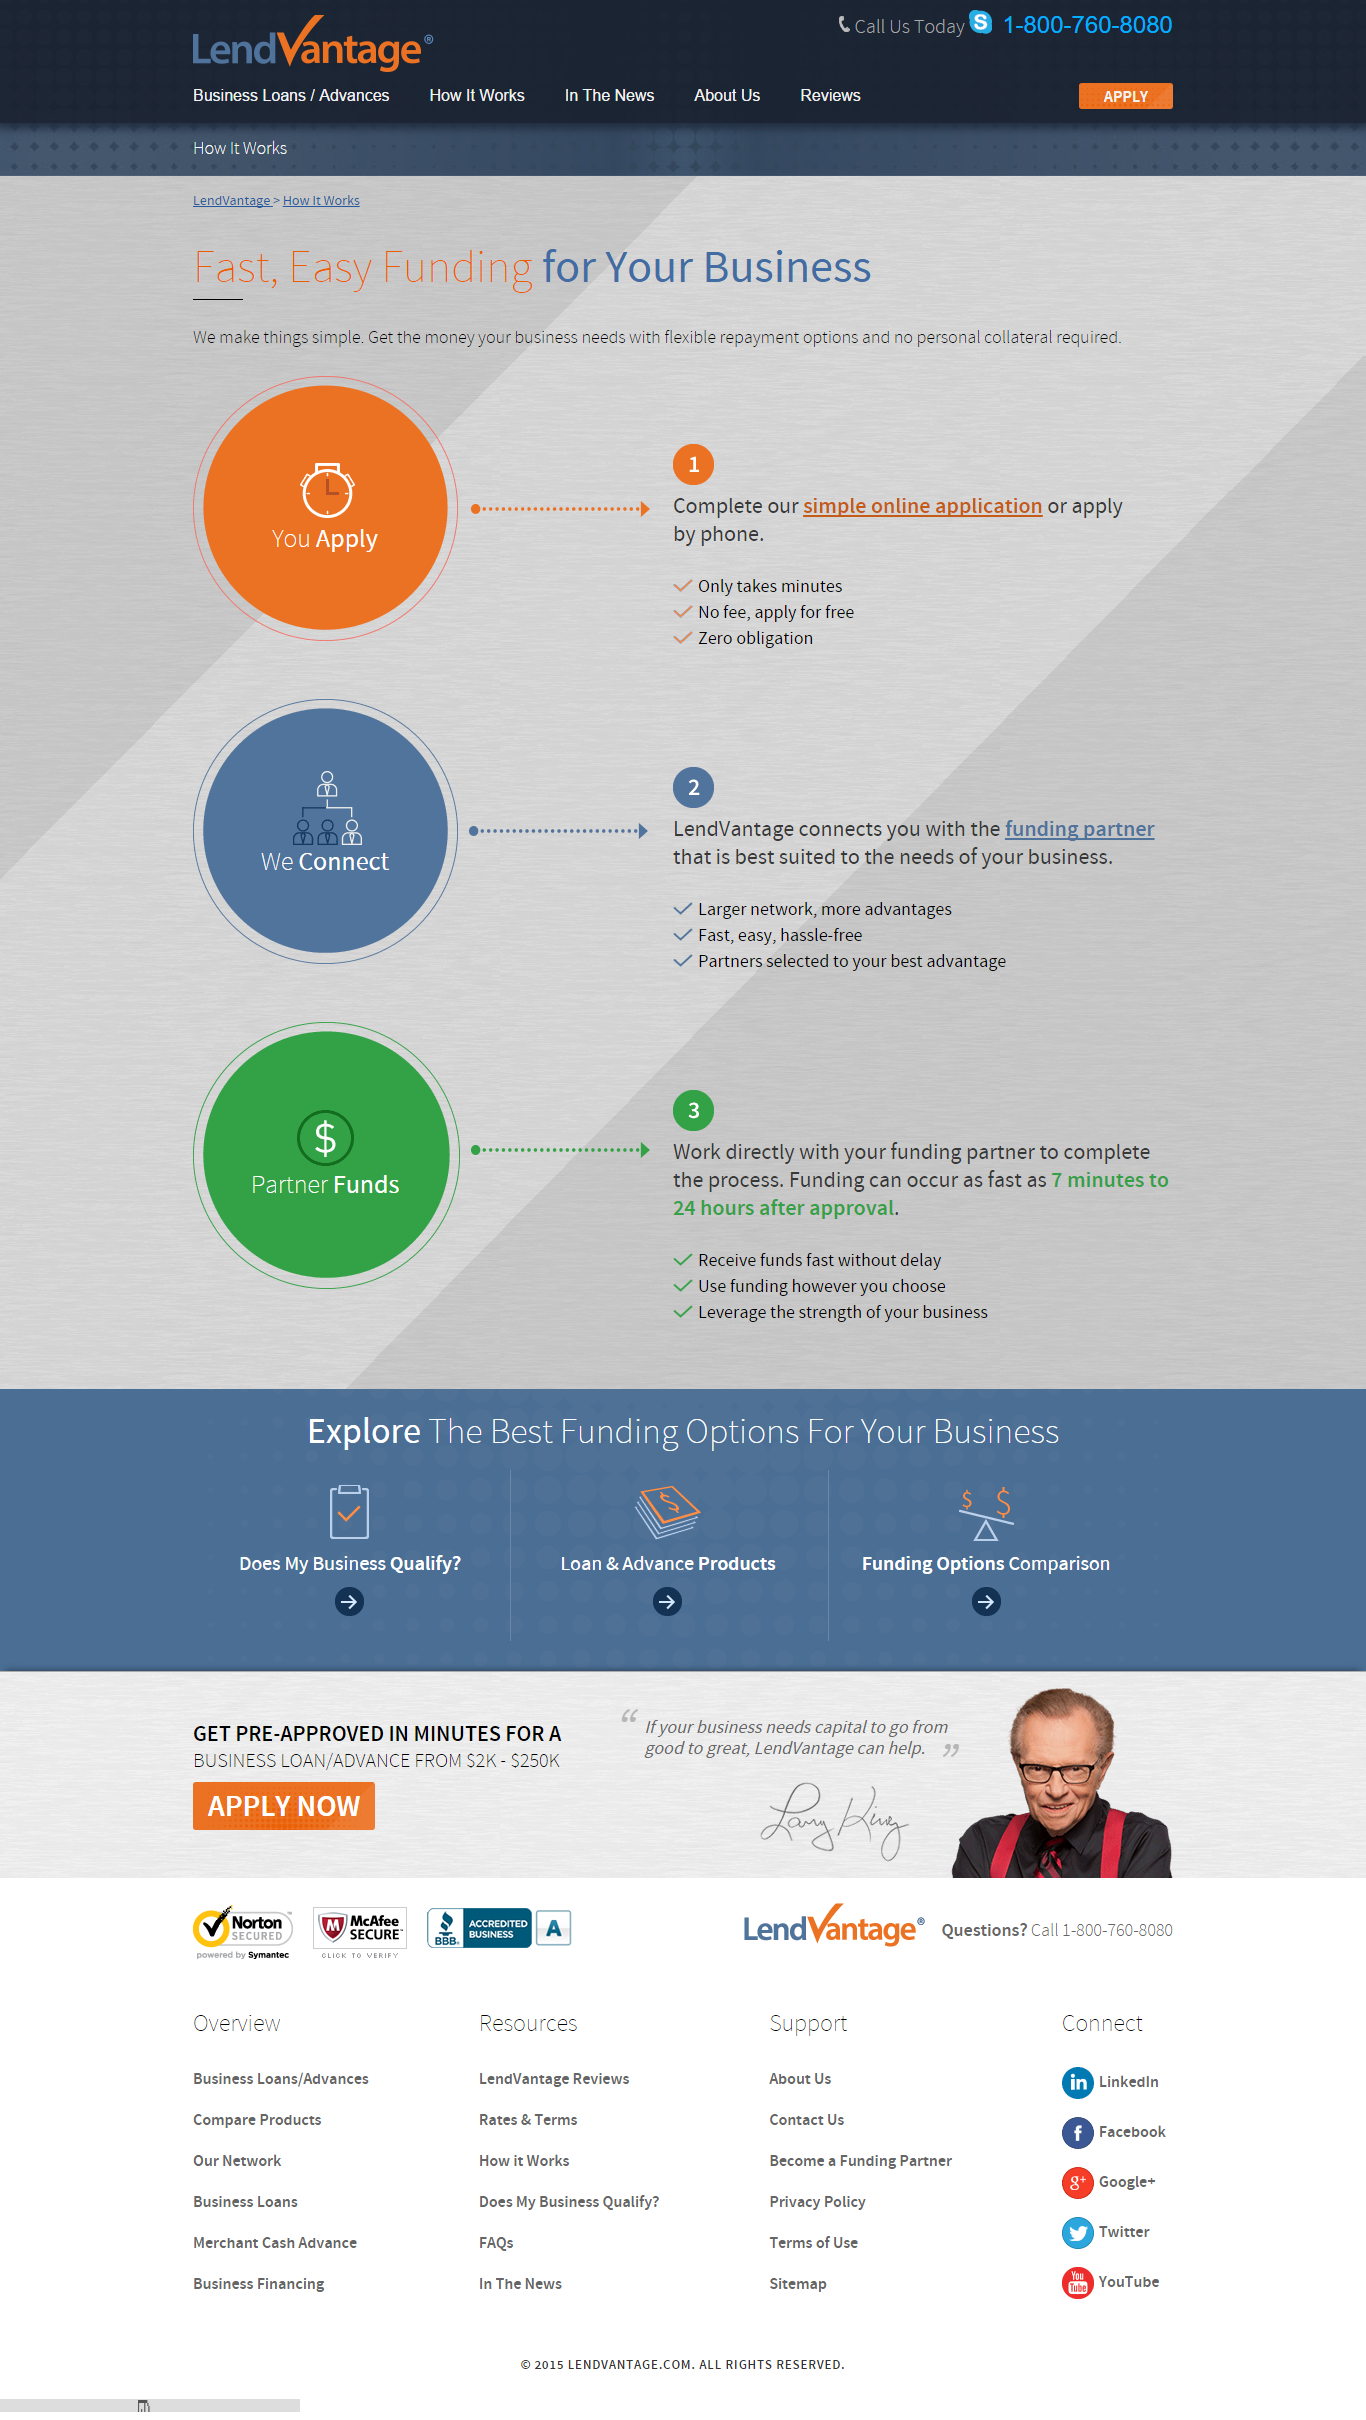 LendVantage®
Call Us Today 1-800-760-8080
Business Loans / Advances How It Works In The News About Us Reviews APPLY
How It Works
LendVantage > How It Works
Fast, Easy Funding for Your Business
We make things simple. Get the money your business needs with flexible repayment options and no personal collateral required.
You Apply
1
Complete our simple online application or apply
by phone.
Only takes minutes
No fee, apply for free
Zero obligation
We Connect
2
LendVantage connects you with the funding partner
that is best suited to the needs of your business.
Larger network, more advantages
Fast, easy, hassle-free
Partners selected to your best advantage
$
Partner Funds
3
Work directly with your funding partner to complete
the process. Funding can occur as fast as 7 minutes to
24 hours after approval.
Receive funds fast without delay
Use funding however you choose
Leverage the strength of your business
Explore The Best Funding Options For Your Business
Does My Business Qualify?
Loan & Advance Products
Funding Options Comparison
GET PRE-APPROVED IN MINUTES FOR A
BUSINESS LOAN/ADVANCE FROM $2K - $250K
APPLY NOW
“ If your business needs capital to go from
good to great, LendVantage can help. ”
Larry King
Norton
SECURED
powered by Symantec
McAfee
SECURE™
CLICK TO VERIFY
BBB. ACCREDITED
BUSINESS
A
LendVantage®
Questions? Call 1-800-760-8080
Overview
Business Loans/Advances
Compare Products
Our Network
Business Loans
Merchant Cash Advance
Business Financing
Resources
LendVantage Reviews
Rates & Terms
How it Works
Does My Business Qualify?
FAQs
In The News
Support
About Us
Contact Us
Become a Funding Partner
Privacy Policy
Terms of Use
Sitemap
Connect
in LinkedIn
f Facebook
g+ Google+
Twitter
You Tube YouTube
© 2015 LENDVANTAGE.COM. ALL RIGHTS RESERVED.